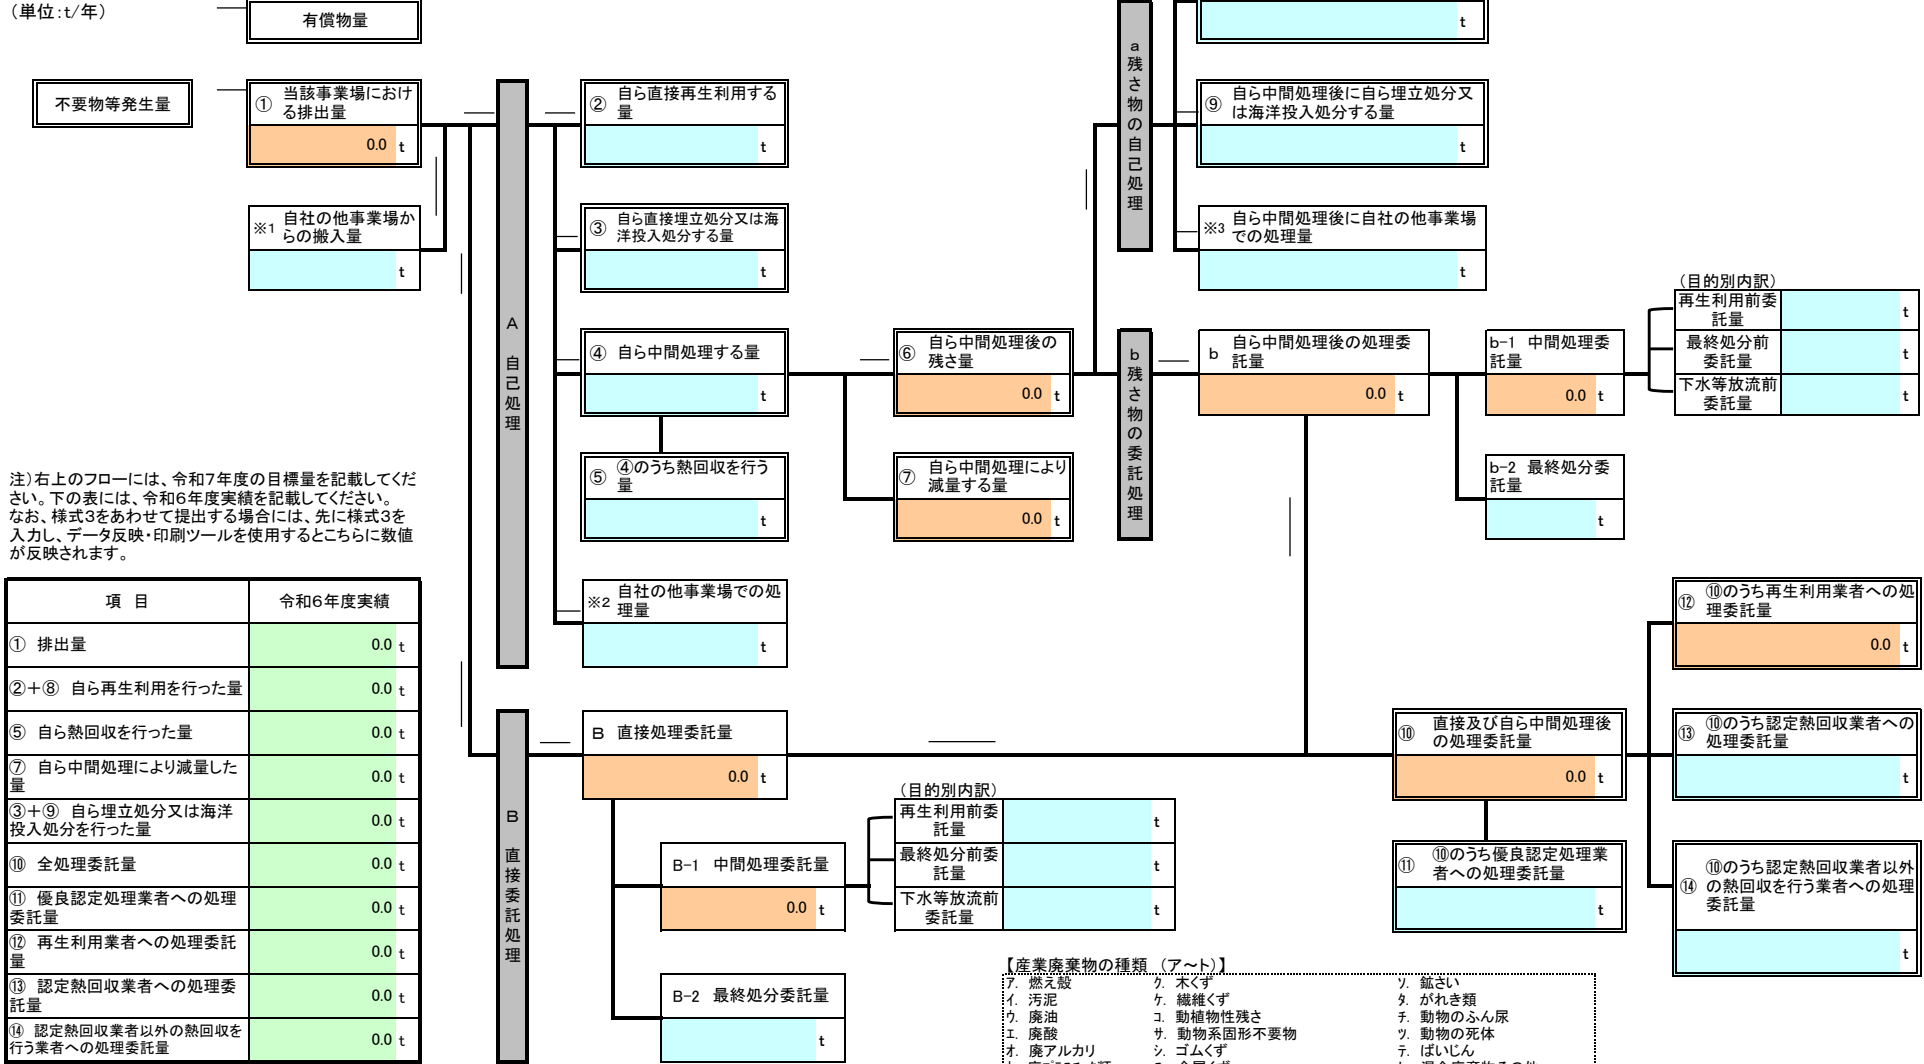 (単位:t/年)
有償物量
不要物等発生量
① 当該事業場におけ
る排出量
0.0 t
※1 自社の他事業場か
らの搬入量
t
A 自己処理
② 自ら直接再生利用する
量
t
③ 自ら直接埋立処分又は海
洋投入処分する量
t
④ 自ら中間処理する量
t
⑤ ④のうち熱回収を行う
量
t
※2 自社の他事業場での処
理量
t
⑥ 自ら中間処理後の
残さ量
0.0 t
⑦ 自ら中間処理により
減量する量
0.0 t
a 残さ物の自己処理
t
⑨ 自ら中間処理後に自ら埋立処分又
は海洋投入処分する量
t
※3 自ら中間処理後に自社の他事業場
での処理量
t
b 残さ物の委託処理
b 自ら中間処理後の処理委
託量
0.0 t
b-1 中間処理委
託量
0.0 t
(目的別内訳)
再生利用前委
託量
t
最終処分前
委託量
t
下水等放流前
委託量
t
b-2 最終処分委
託量
t
注)右上のフローには、令和7年度の目標量を記載してくだ
さい。下の表には、令和6年度実績を記載してください。
なお、様式3をあわせて提出する場合には、先に様式3を
入力し、データ反映・印刷ツールを使用するとこちらに数値
が反映されます。
項 目 令和6年度実績
① 排出量 0.0 t
②+⑧ 自ら再生利用を行った量 0.0 t
⑤ 自ら熱回収を行った量 0.0 t
⑦ 自ら中間処理により減量した
量 0.0 t
③+⑨ 自ら埋立処分又は海洋
投入処分を行った量 0.0 t
⑩ 全処理委託量 0.0 t
⑪ 優良認定処理業者への処理
委託量 0.0 t
⑫ 再生利用業者への処理委託
量 0.0 t
⑬ 認定熱回収業者への処理委
託量 0.0 t
⑭ 認定熱回収業者以外の熱回収を
行う業者への処理委託量 0.0 t
B 直接委託処理
B 直接処理委託量
0.0 t
B-1 中間処理委託量
0.0 t
(目的別内訳)
再生利用前委
託量
t
最終処分前委
託量
t
下水等放流前
委託量
t
B-2 最終処分委託量
t
⑩ 直接及び自ら中間処理後
の処理委託量
0.0 t
⑪ ⑩のうち優良認定処理業
者への処理委託量
t
⑫ ⑩のうち再生利用業者への処
理委託量
0.0 t
⑬ ⑩のうち認定熱回収業者への
処理委託量
t
⑭ ⑩のうち認定熱回収業者以外
の熱回収を行う業者への処理
委託量
t
【産業廃棄物の種類 (ア～ト)】
ア. 燃え殻 ク. 木くず ソ. 鉱さい
イ. 汚泥 ケ. 繊維くず タ. がれき類
ウ. 廃油 コ. 動植物性残さ チ. 動物のふん尿
エ. 廃酸 サ. 動物系固形不要物 ツ. 動物の死体
オ. 廃アルカリ シ. ゴムくず テ. ばいじん